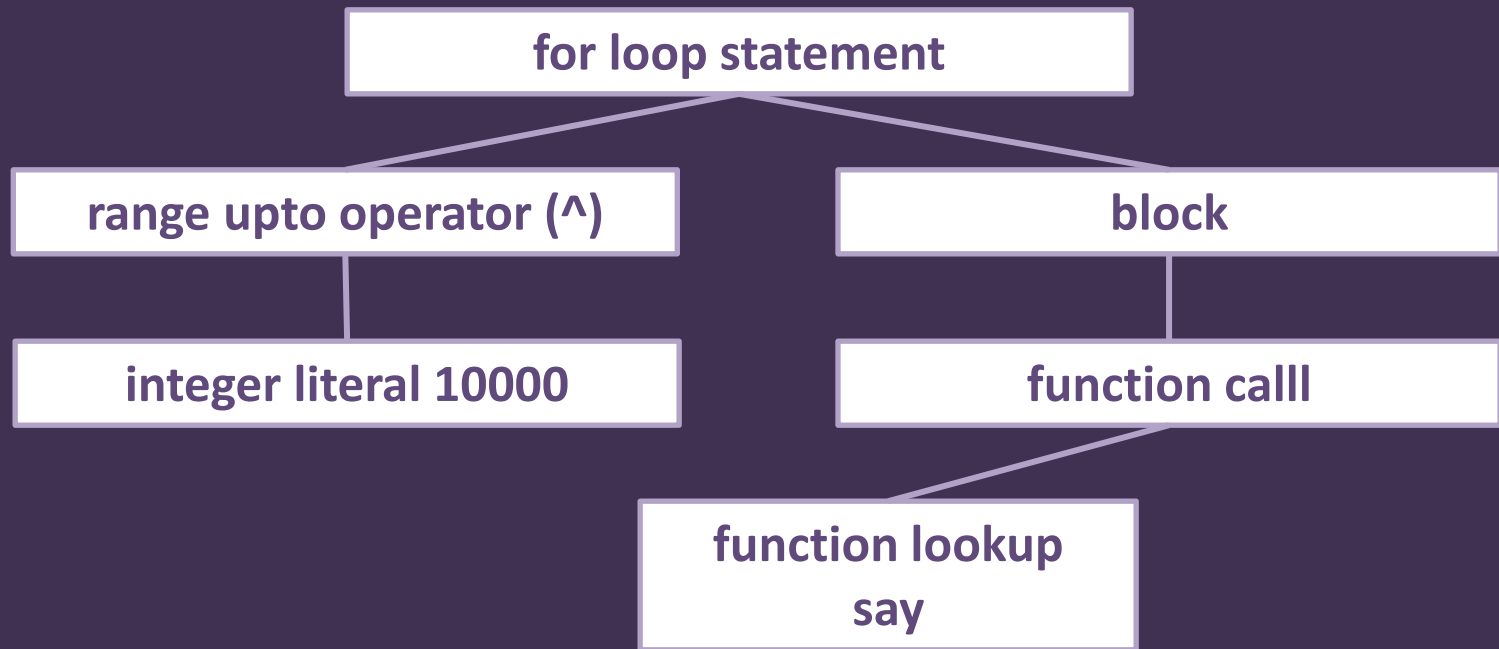 for loop statement
range upto operator (^)
block
integer literal 10000
function calll
function lookup
say